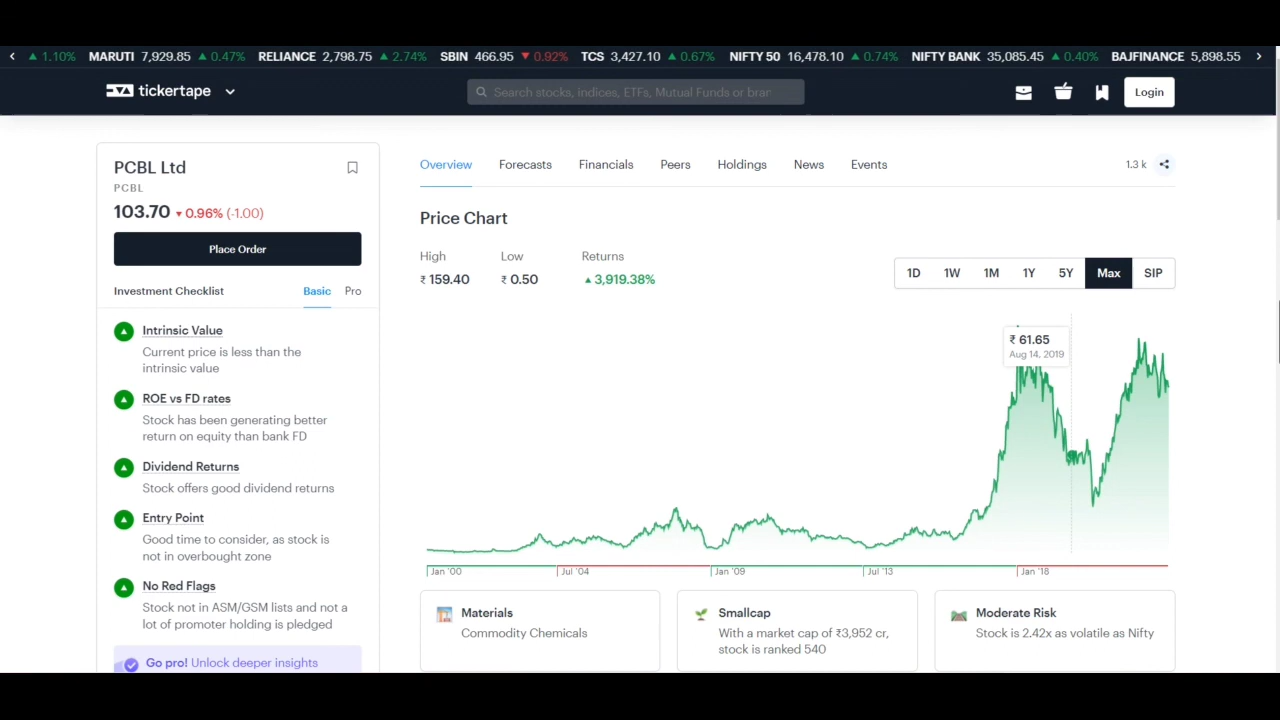 1.10% MARUTI 7,929.85 0.47% RELIANCE 2,798.75 2.74% SBIN 466.95 0.92% TCS 3,427.10 0.67% NIFTY 50 16,478.10 0.74% NIFTY BANK 35,085.45 0.40% BAJFINANCE 5,898.55
tickertape
Search stocks, indices, ETFs, Mutual Funds or brar
Login
PCBL Ltd
PCBL
103.70 0.96% (-1.00)
Place Order
Investment Checklist Basic Pro
Intrinsic Value
Current price is less than the
intrinsic value
ROE vs FD rates
Stock has been generating better
return on equity than bank FD
Dividend Returns
Stock offers good dividend returns
Entry Point
Good time to consider, as stock is
not in overbought zone
No Red Flags
Stock not in ASM/GSM lists and not a
lot of promoter holding is pledged
Go pro! Unlock deeper insights
Overview Forecasts Financials Peers Holdings News Events
1.3 k
Price Chart
High Low Returns
₹ 159.40 ₹ 0.50 3,919.38%
1D 1W 1M 1Y 5Y Max SIP
₹ 61.65
Aug 14, 2019
Jan '00 Jul '04 Jan '09 Jul '13 Jan '18
Materials
Commodity Chemicals
Smallcap
With a market cap of ₹3,952 cr,
stock is ranked 540
Moderate Risk
Stock is 2.42x as volatile as Nifty